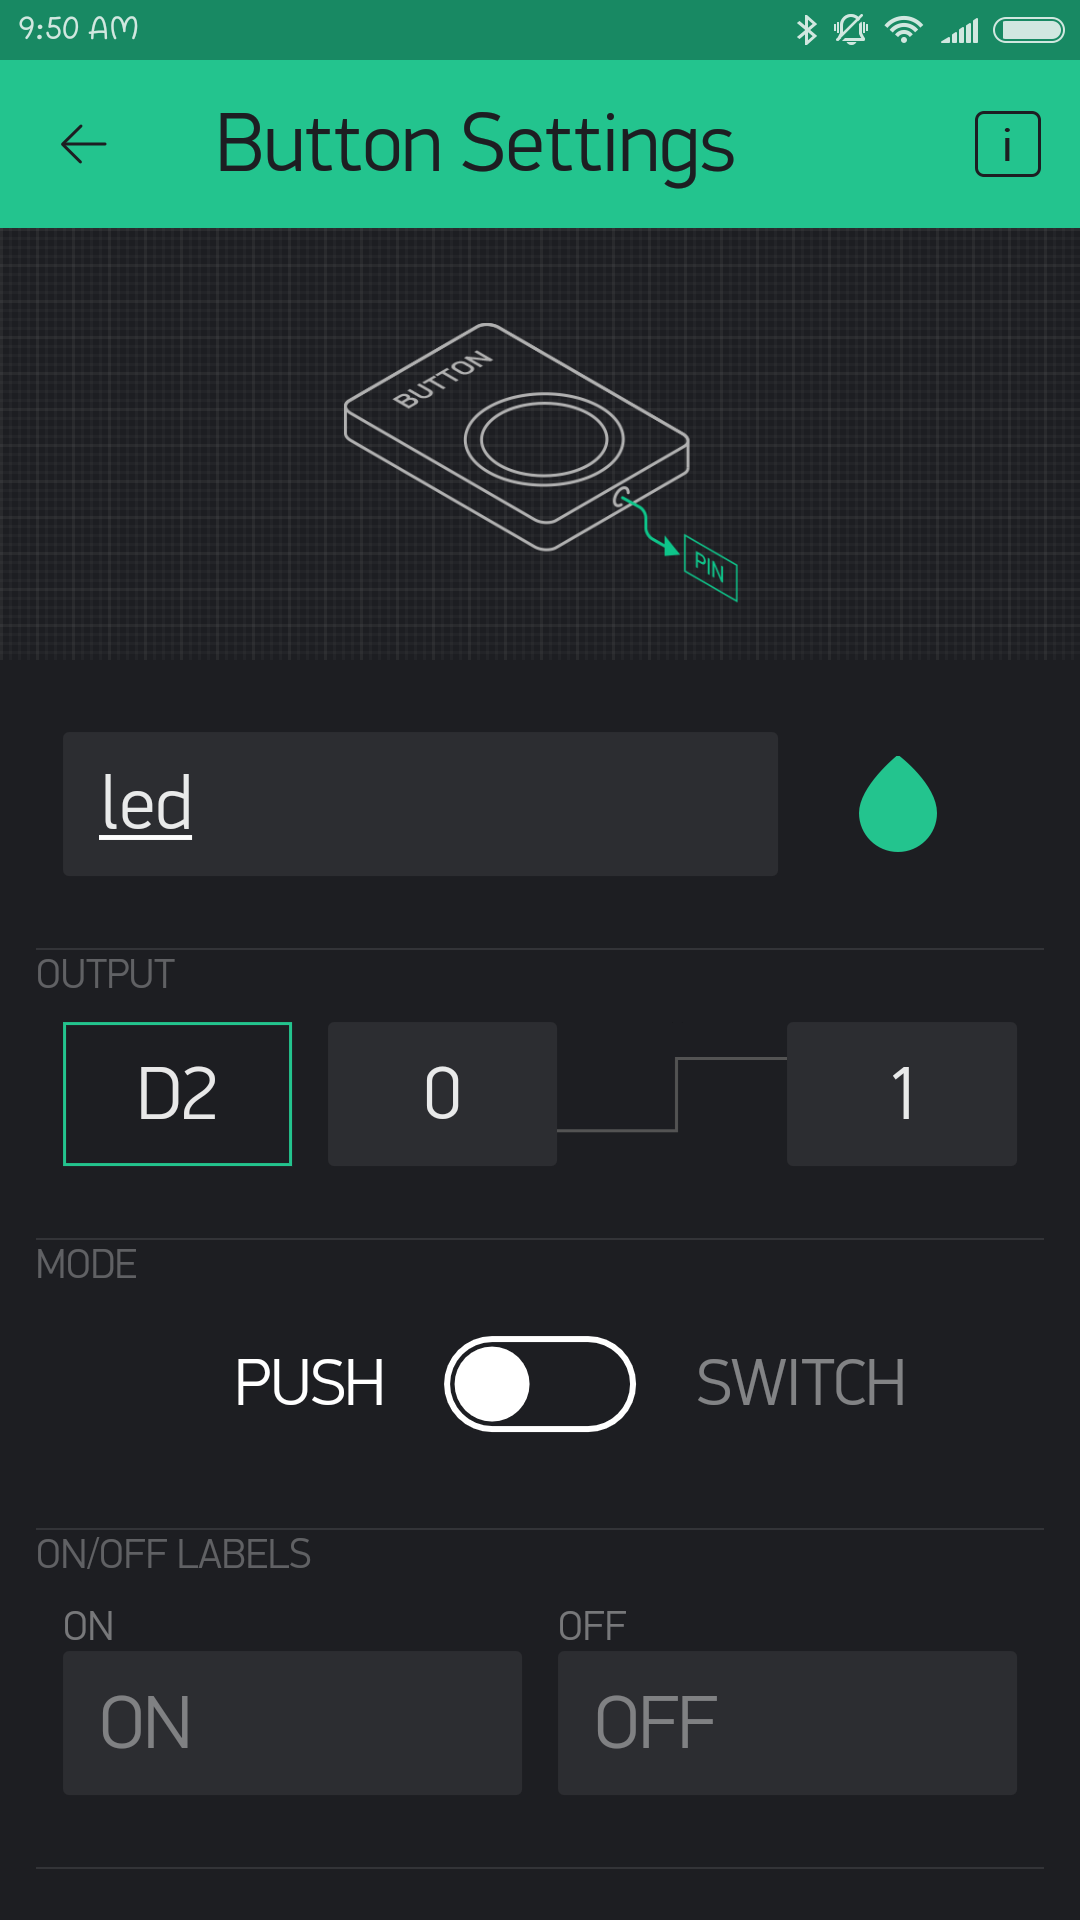 9:50 AM
Button Settings
i
BUTTON
PIN
led
OUTPUT
D2 0 1
MODE
PUSH SWITCH
ON/OFF LABELS
ON OFF
ON OFF